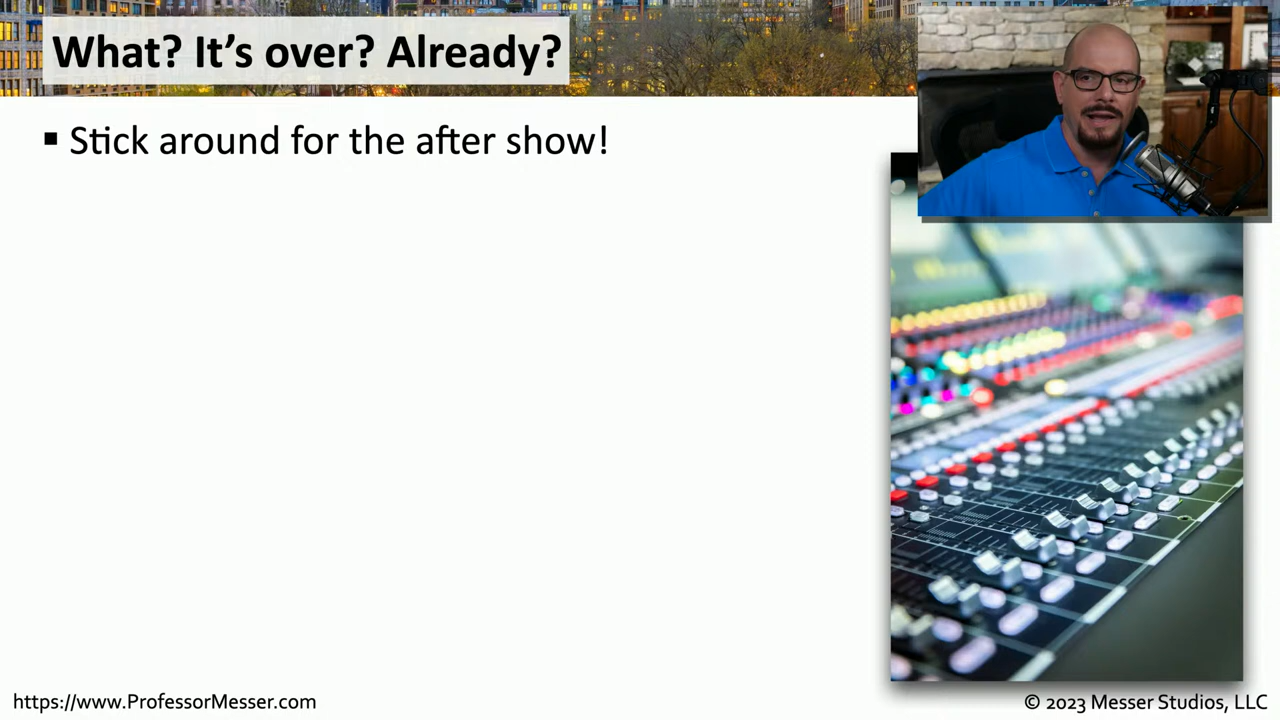 What? It's over? Already?
▪ Stick around for the after show!
https://www.ProfessorMesser.com
© 2023 Messer Studios, LLC